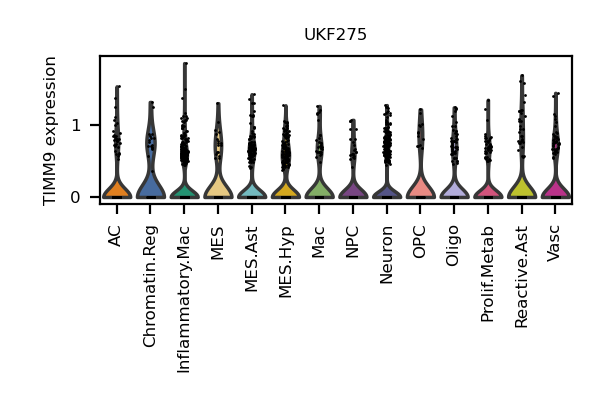 UKF275
TIMM9 expression
1
0
AC
Chromatin.Reg
Inflammatory.Mac
MES
MES.Ast
MES.Hyp
Mac
NPC
Neuron
OPC
Oligo
Prolif.Metab
Reactive.Ast
Vasc